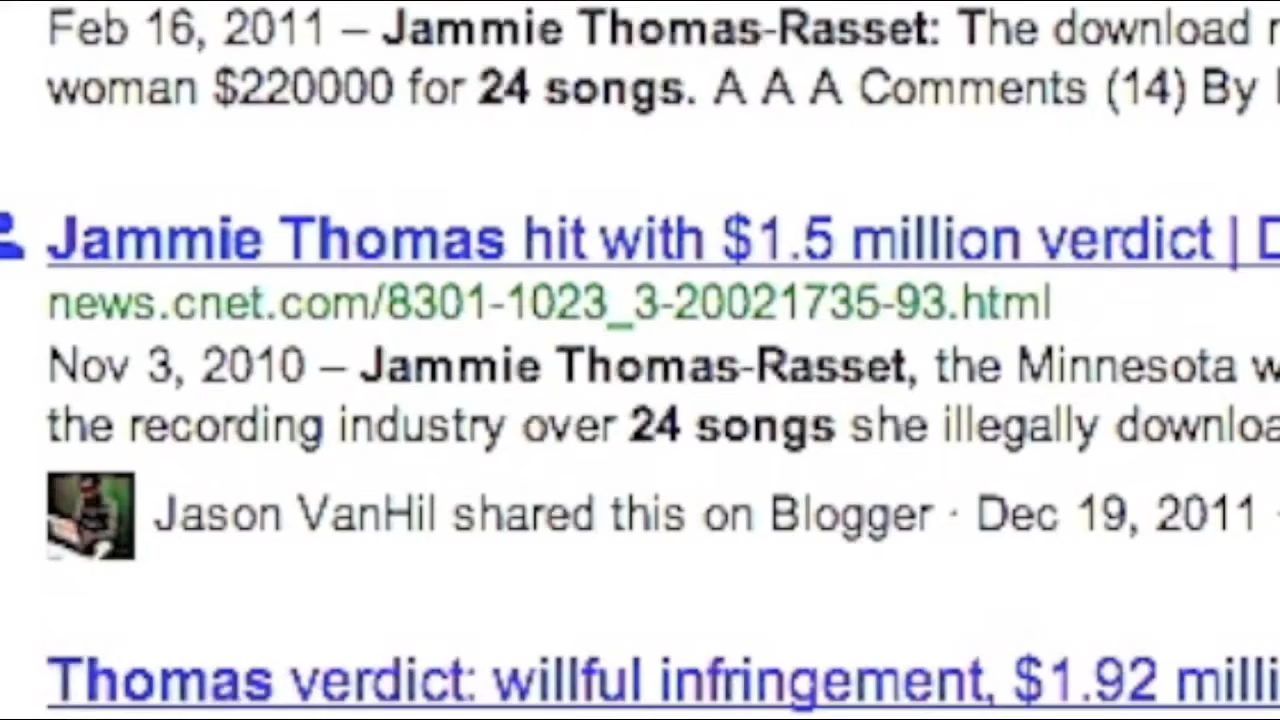 Feb 16, 2011 – Jammie Thomas-Rasset: The download
woman $220000 for 24 songs. A A A Comments (14) By
Jammie Thomas hit with $1.5 million verdict |
news.cnet.com/8301-1023_3-20021735-93.html
Nov 3, 2010 – Jammie Thomas-Rasset, the Minnesota
the recording industry over 24 songs she illegally
Jason VanHil shared this on Blogger · Dec 19, 2011
Thomas verdict: willful infringement, $1.92